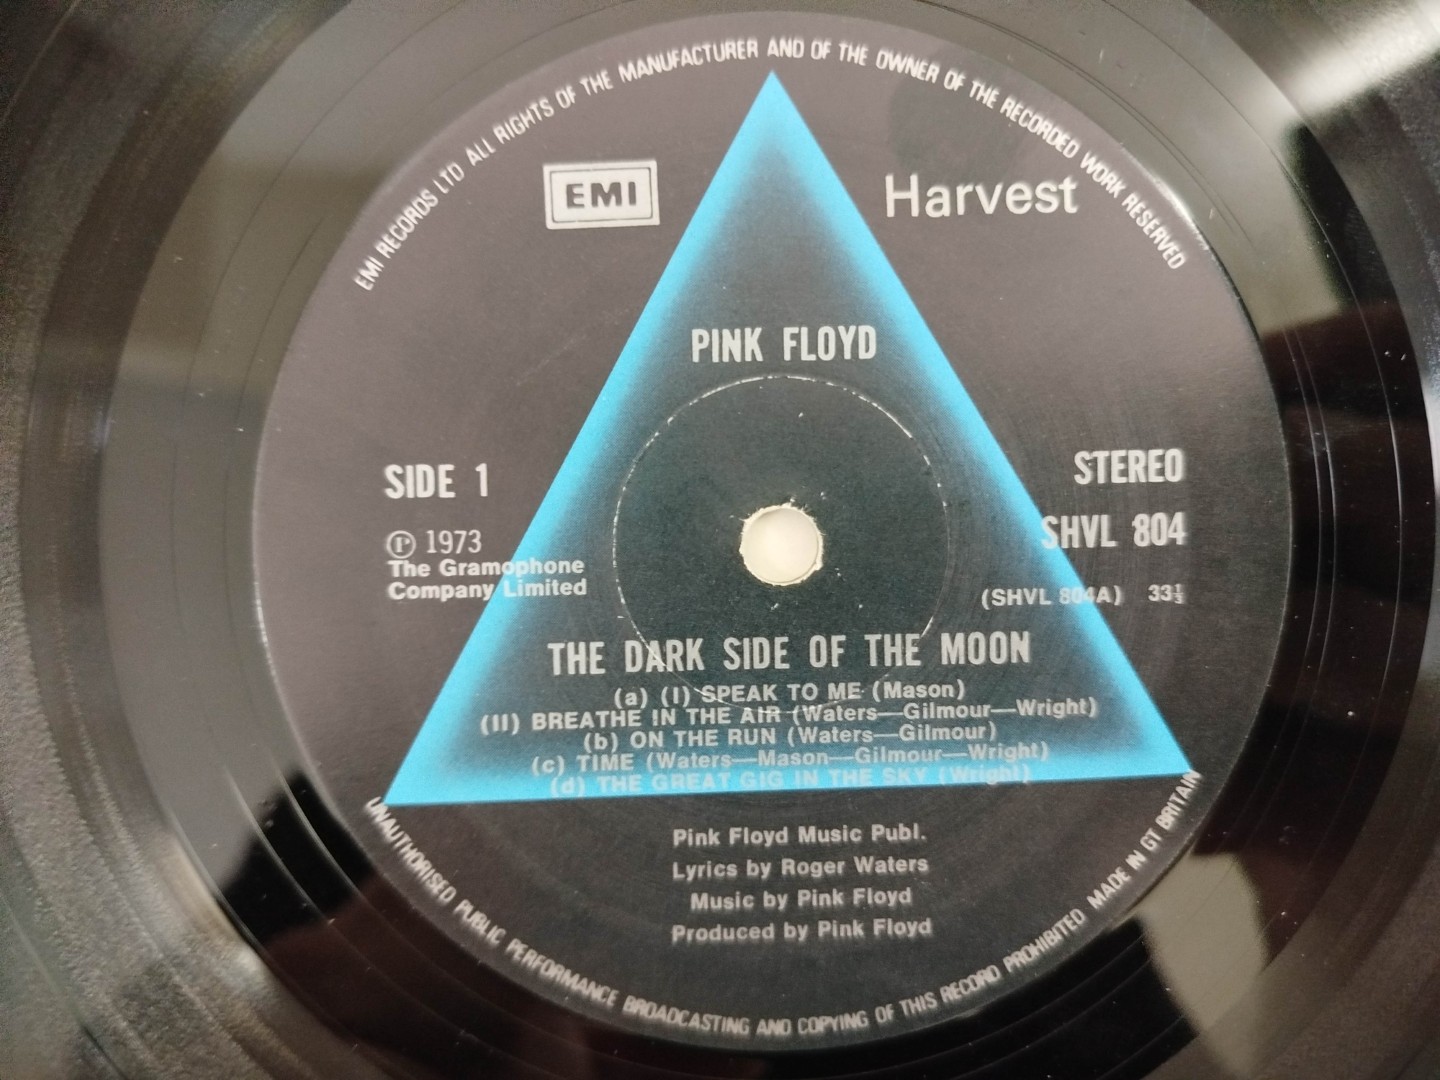 EMI RECORDS LTD ALL RIGHTS OF THE MANUFACTURER AND OF THE OWNER OF THE RECORDED WORK RESERVED
EMI
Harvest
PINK FLOYD
SIDE 1
STEREO
℗ 1973
SHVL 804
The Gramophone
Company Limited
(SHVL 804A) 33⅓
THE DARK SIDE OF THE MOON
(a) (I) SPEAK TO ME (Mason)
(II) BREATHE IN THE AIR (Waters—Gilmour—Wright)
(b) ON THE RUN (Waters—Gilmour)
(c) TIME (Waters—Mason—Gilmour—Wright)
(d) THE GREAT GIG IN THE SKY (Wright)
Pink Floyd Music Publ.
Lyrics by Roger Waters
Music by Pink Floyd
Produced by Pink Floyd
UNAUTHORISED PUBLIC PERFORMANCE BROADCASTING AND COPYING OF THIS RECORD PROHIBITED MADE IN GT BRITAIN